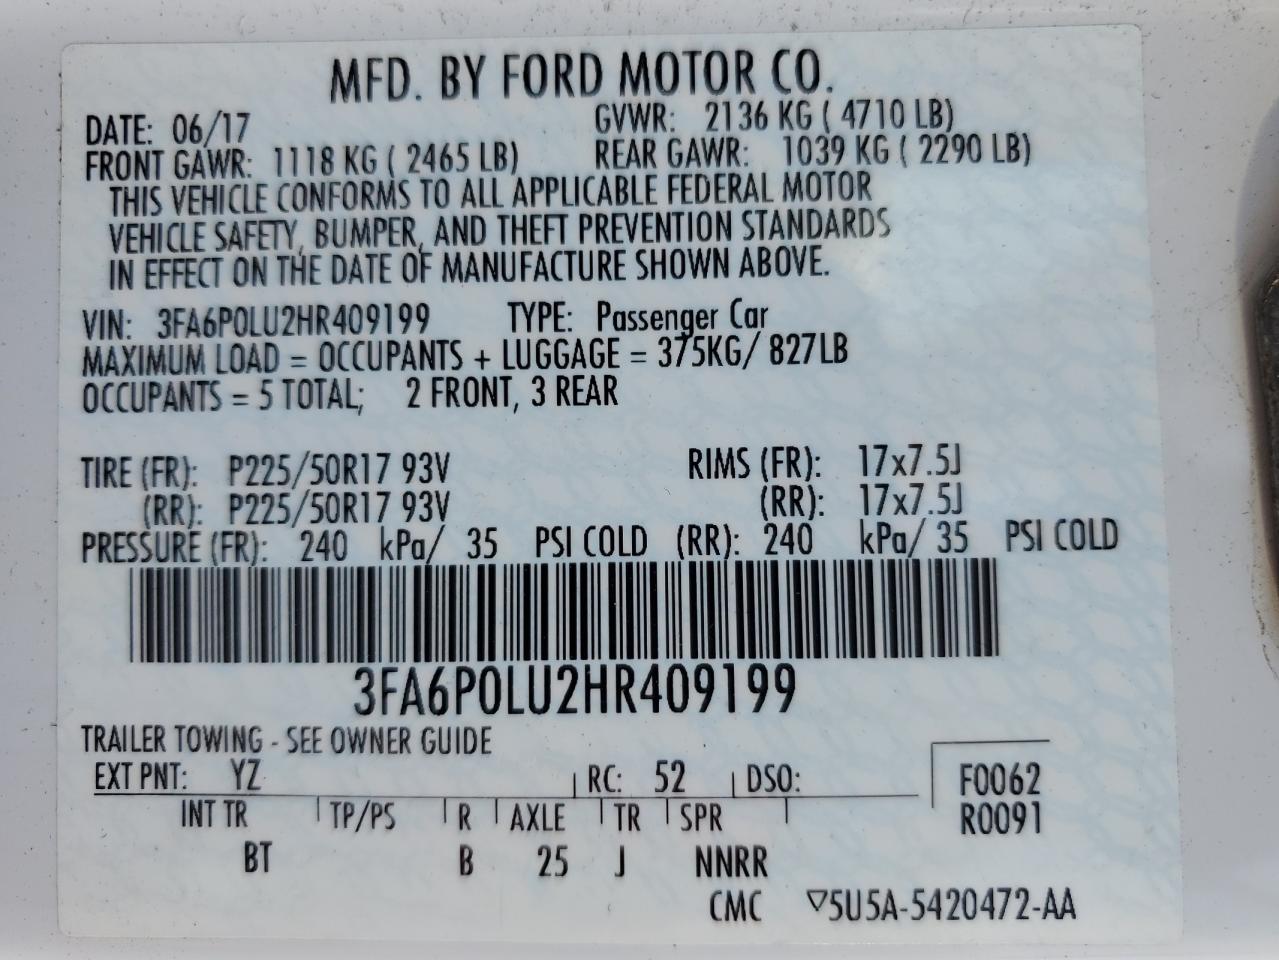 MFD. BY FORD MOTOR CO.
DATE: 06/17 GVWR: 2136 KG ( 4710 LB)
FRONT GAWR: 1118 KG ( 2465 LB) REAR GAWR: 1039 KG ( 2290 LB)
THIS VEHICLE CONFORMS TO ALL APPLICABLE FEDERAL MOTOR
VEHICLE SAFETY, BUMPER, AND THEFT PREVENTION STANDARDS
IN EFFECT ON THE DATE OF MANUFACTURE SHOWN ABOVE.
VIN: 3FA6P0LU2HR409199 TYPE: Passenger Car
MAXIMUM LOAD = OCCUPANTS + LUGGAGE = 375KG/ 827LB
OCCUPANTS = 5 TOTAL; 2 FRONT, 3 REAR
TIRE (FR): P225/50R17 93V RIMS (FR): 17x7.5J
(RR): P225/50R17 93V (RR): 17x7.5J
PRESSURE (FR): 240 kPa/ 35 PSI COLD (RR): 240 kPa/ 35 PSI COLD
3FA6P0LU2HR409199
TRAILER TOWING - SEE OWNER GUIDE
EXT PNT: YZ RC: 52 DSO: F0062
INT TR TP/PS R AXLE TR SPR R0091
BT B 25 J NNRR
CMC ▽5U5A-5420472-AA